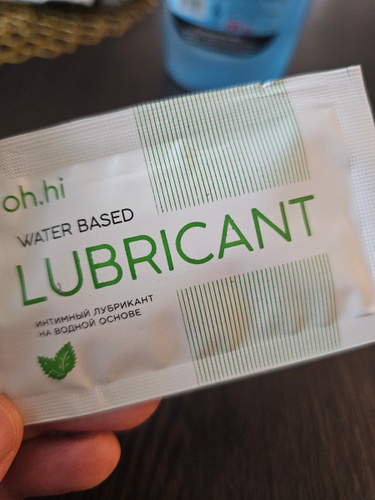 oh.hi
WATER BASED
LUBRICANT
ИНТИМНЫЙ ЛУБРИКАНТ
НА ВОДНОЙ ОСНОВЕ